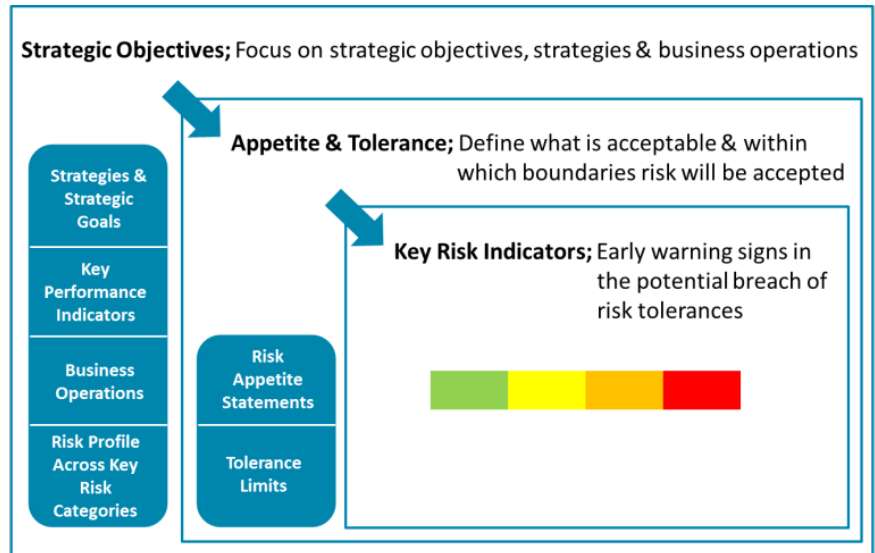 Strategic Objectives; Focus on strategic objectives, strategies & business operations
Appetite & Tolerance; Define what is acceptable & within
which boundaries risk will be accepted
Key Risk Indicators; Early warning signs in
the potential breach of
risk tolerances
Strategies &
Strategic
Goals
Key
Performance
Indicators
Business
Operations
Risk Profile
Across Key
Risk
Categories
Risk
Appetite
Statements
Tolerance
Limits